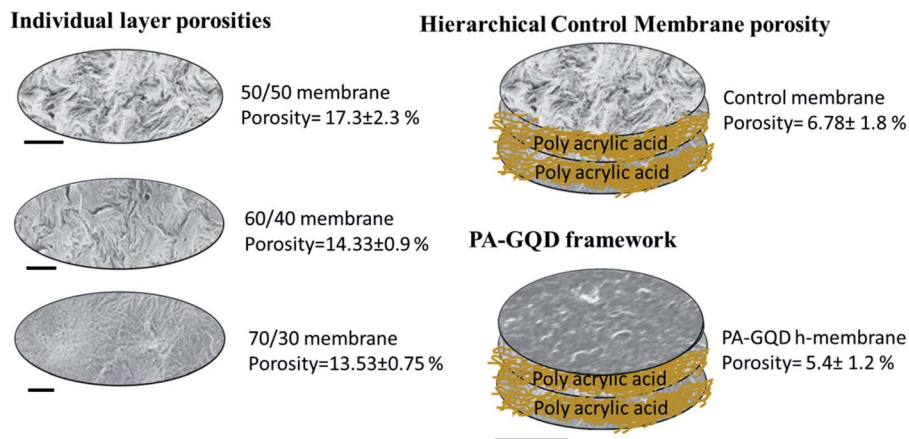 Individual layer porosities
50/50 membrane
Porosity= 17.3±2.3 %
60/40 membrane
Porosity=14.33±0.9 %
70/30 membrane
Porosity=13.53±0.75 %
Hierarchical Control Membrane porosity
Poly acrylic acid
Poly acrylic acid
Control membrane
Porosity= 6.78± 1.8 %
PA-GQD framework
Poly acrylic acid
Poly acrylic acid
PA-GQD h-membrane
Porosity= 5.4± 1.2 %